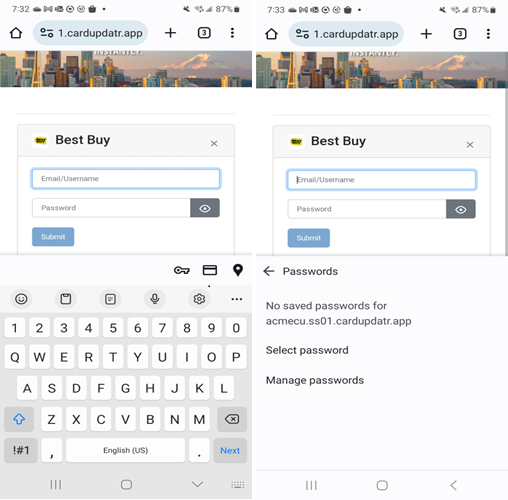 7:32
87%
1.cardupdatr.app
3
INSTANTLY.
Best Buy
×
Email/Username
Password
Submit
1 2 3 4 5 6 7 8 9 0
Q W E R T Y U I O P
A S D F G H J K L
Z X C V B N M
!#1 , English (US) . Next
7:33
87%
1.cardupdatr.app
3
INSTANTLY.
Best Buy
×
Email/Username
Password
Submit
Passwords
No saved passwords for
acmecu.ss01.cardupdatr.app
Select password
Manage passwords